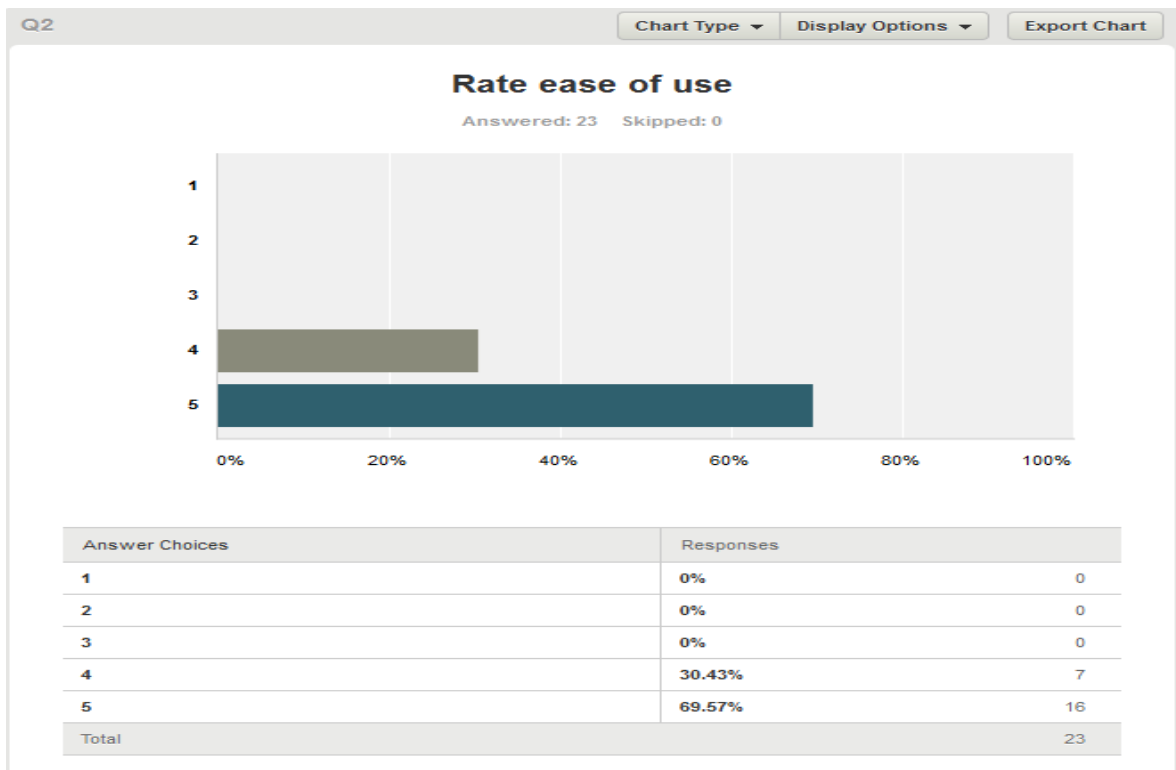 Q2 Chart Type Display Options Export Chart
Rate ease of use
Answered: 23 Skipped: 0
1
2
3
4
5
0% 20% 40% 60% 80% 100%
Answer Choices Responses
1 0% 0
2 0% 0
3 0% 0
4 30.43% 7
5 69.57% 16
Total 23